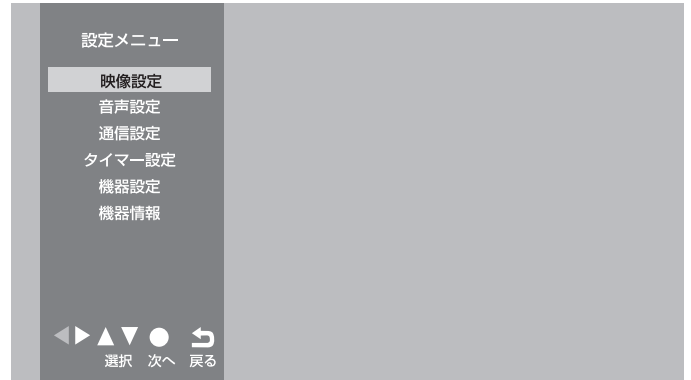 設定メニュー
映像設定
音声設定
通信設定
タイマー設定
機器設定
機器情報
選択 次へ 戻る